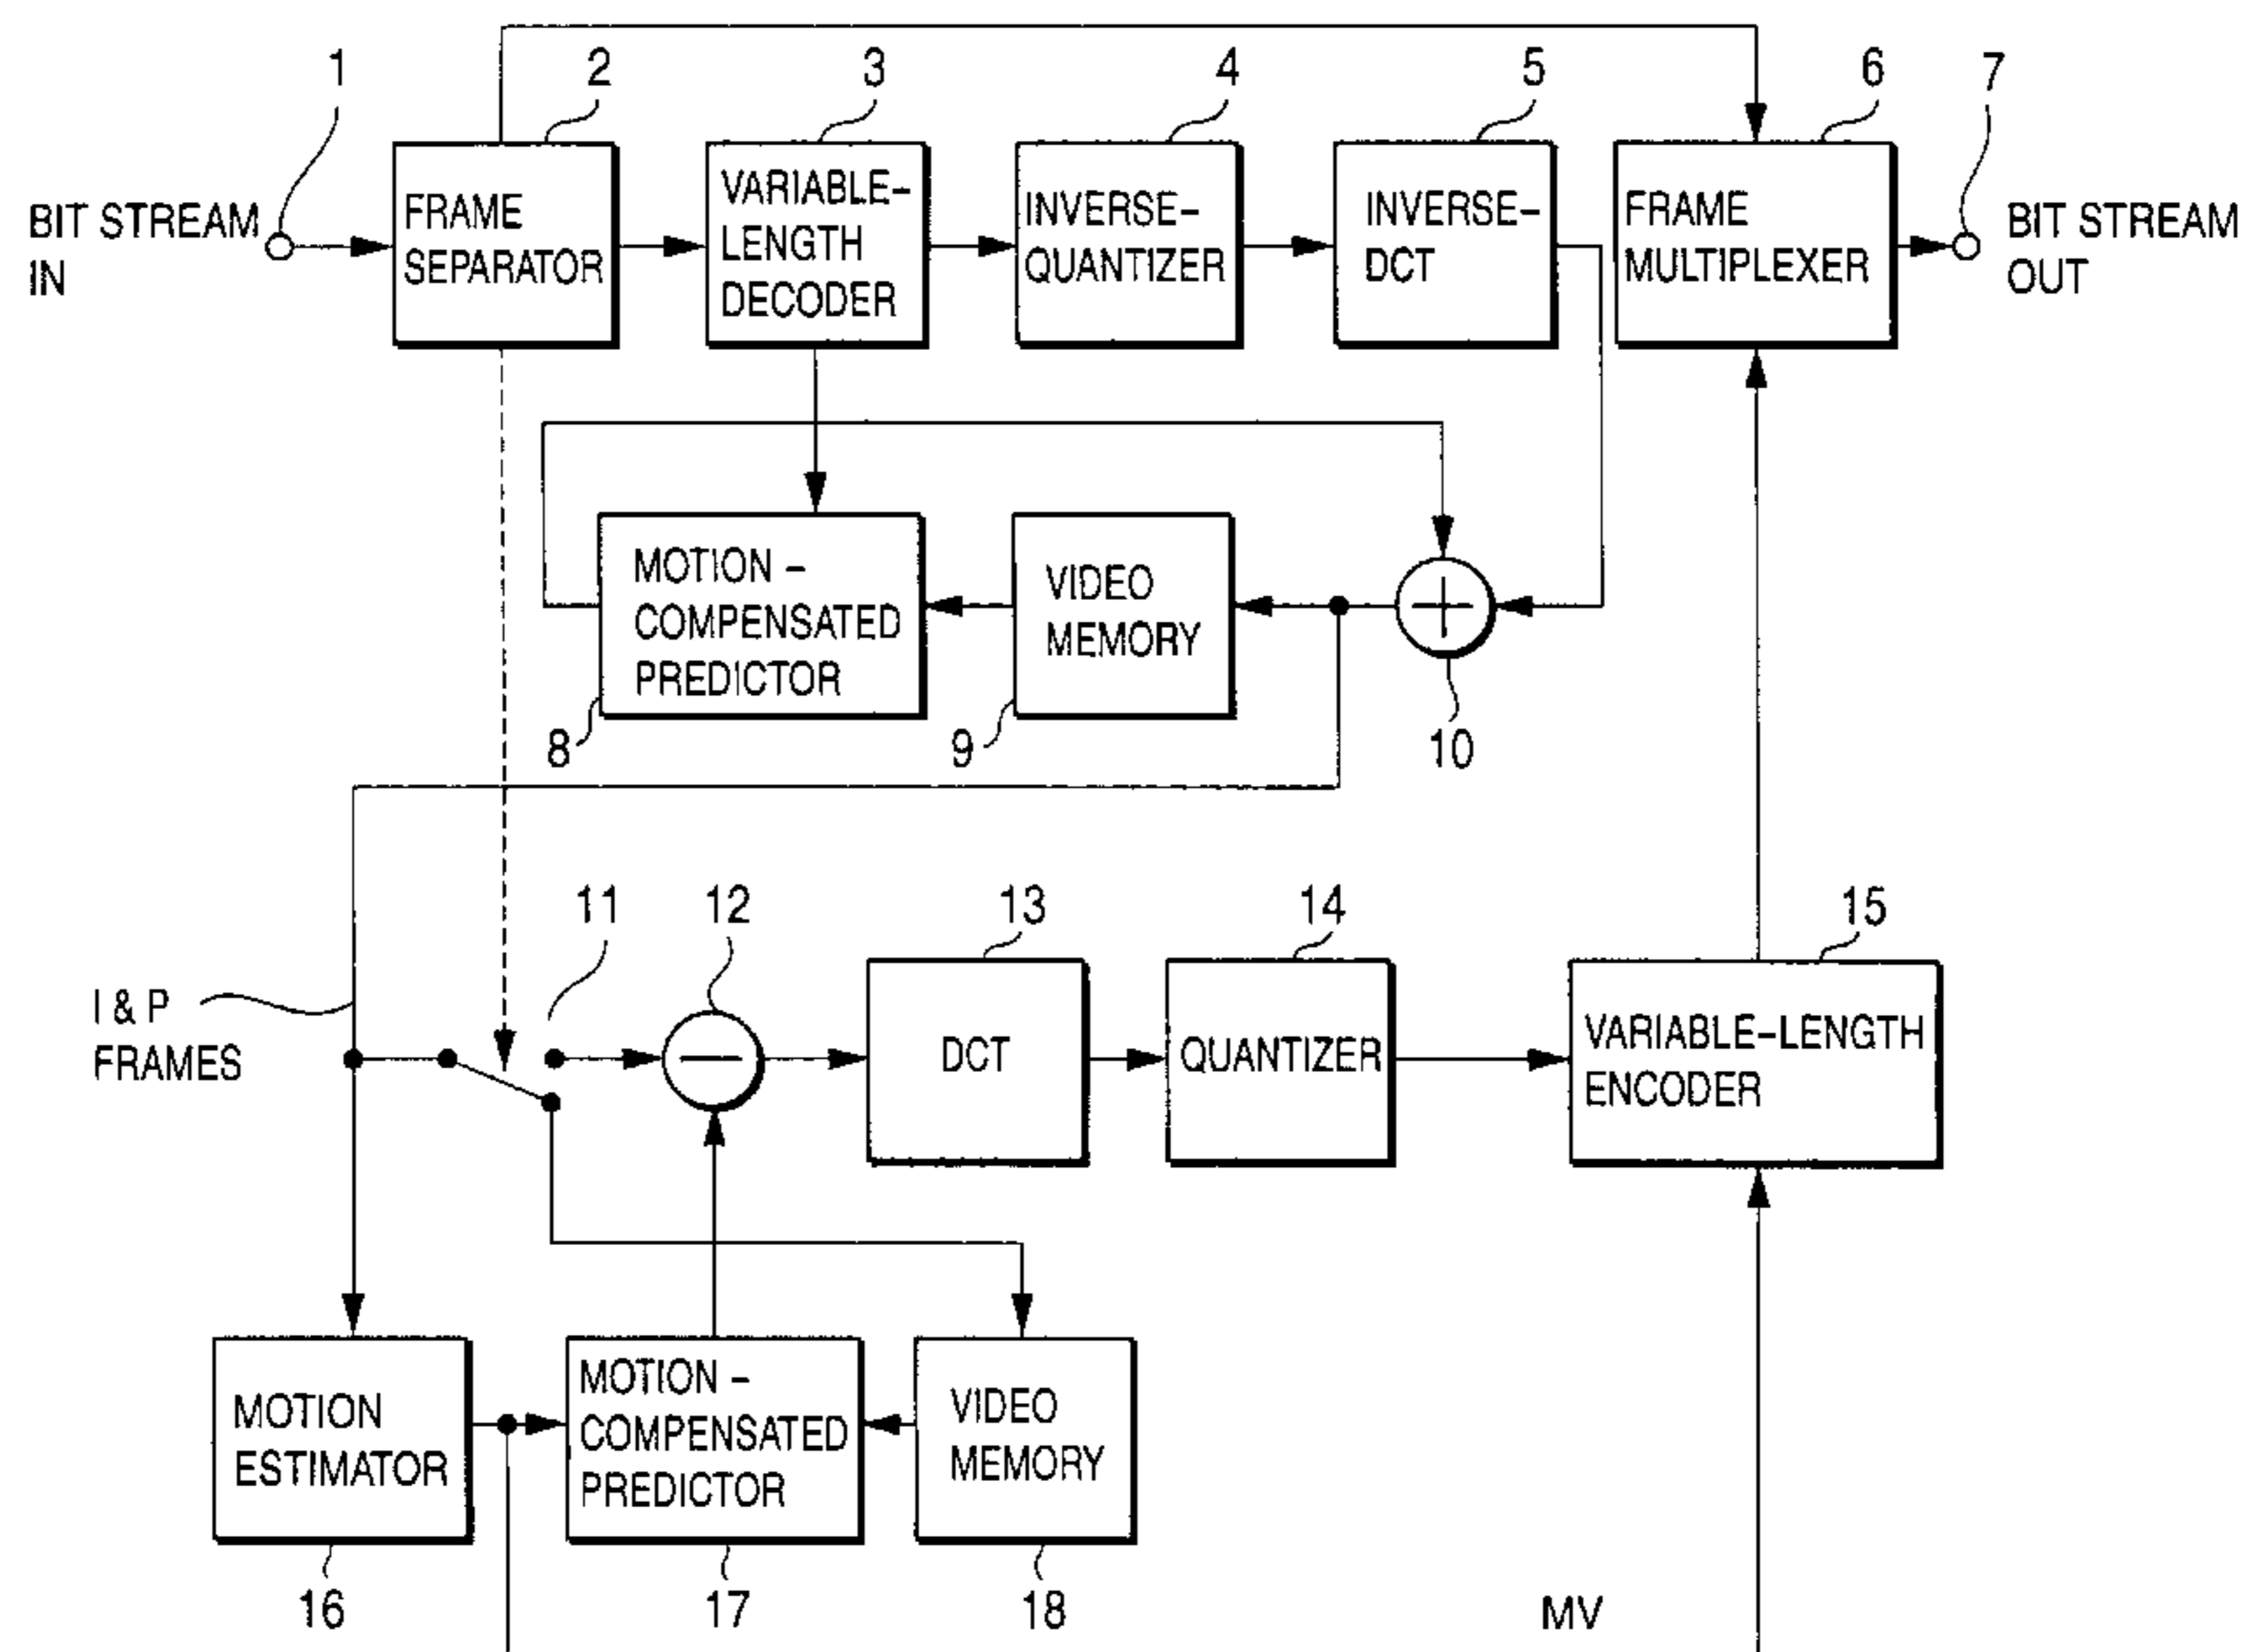 1
2
3
4
5
6
7
BIT STREAM
IN
FRAME
SEPARATOR
VARIABLE-
LENGTH
DECODER
INVERSE-
QUANTIZER
INVERSE-
DCT
FRAME
MULTIPLEXER
BIT STREAM
OUT
MOTION -
COMPENSATED
PREDICTOR
VIDEO
MEMORY
8
9
10
11
12
13
14
15
I & P
FRAMES
DCT
QUANTIZER
VARIABLE-LENGTH
ENCODER
MOTION
ESTIMATOR
MOTION -
COMPENSATED
PREDICTOR
VIDEO
MEMORY
16
17
18
MV